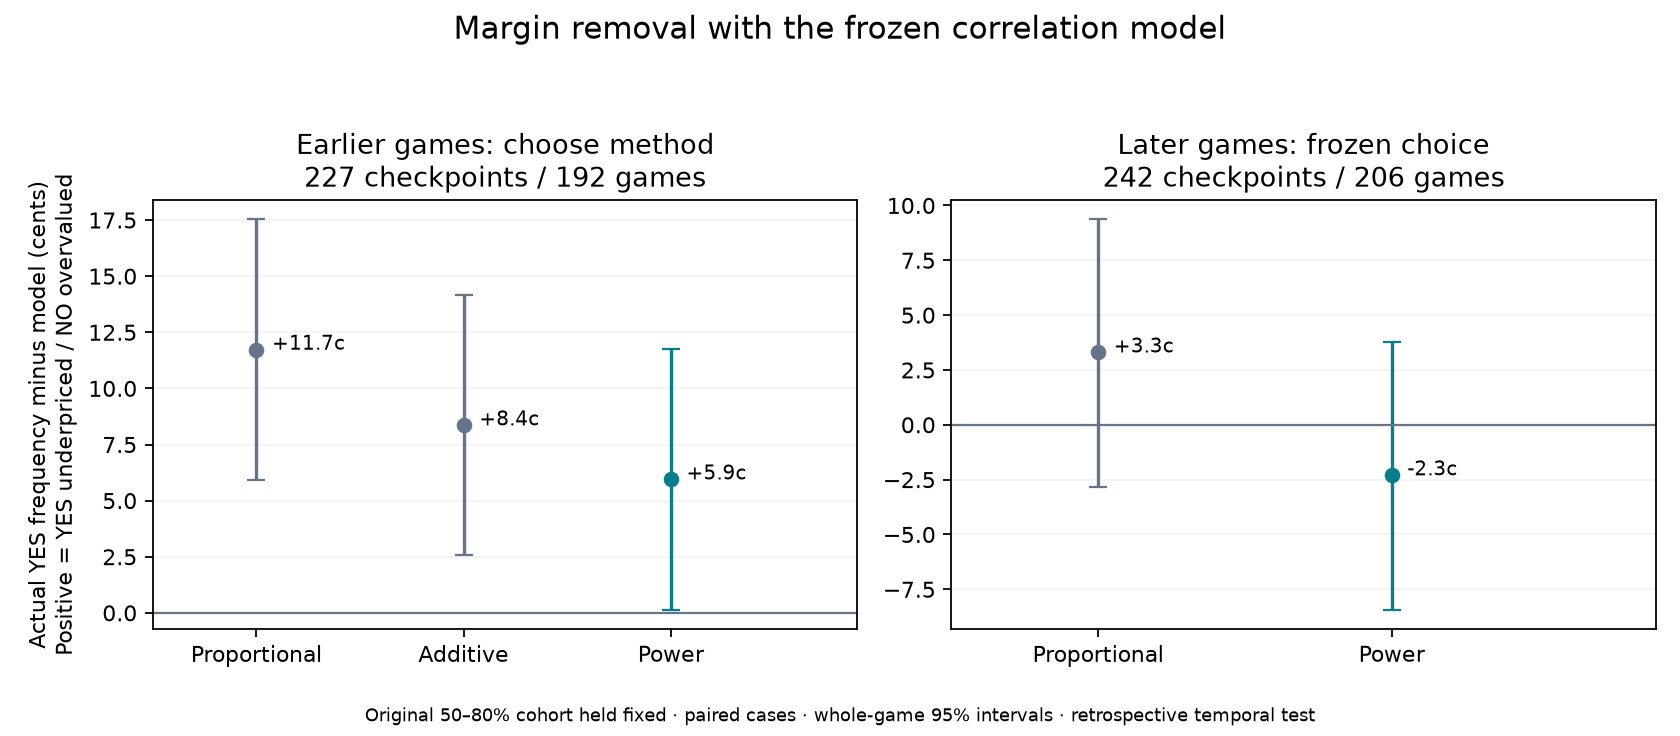 Margin removal with the frozen correlation model
Earlier games: choose method
227 checkpoints / 192 games
Actual YES frequency minus model (cents)
Positive = YES underpriced / NO overvalued
17.5
15.0
12.5
10.0
7.5
5.0
2.5
0.0
+11.7c
+8.4c
+5.9c
Proportional
Additive
Power
Later games: frozen choice
242 checkpoints / 206 games
10.0
7.5
5.0
2.5
0.0
−2.5
−5.0
−7.5
+3.3c
-2.3c
Proportional
Power
Original 50–80% cohort held fixed · paired cases · whole-game 95% intervals · retrospective temporal test